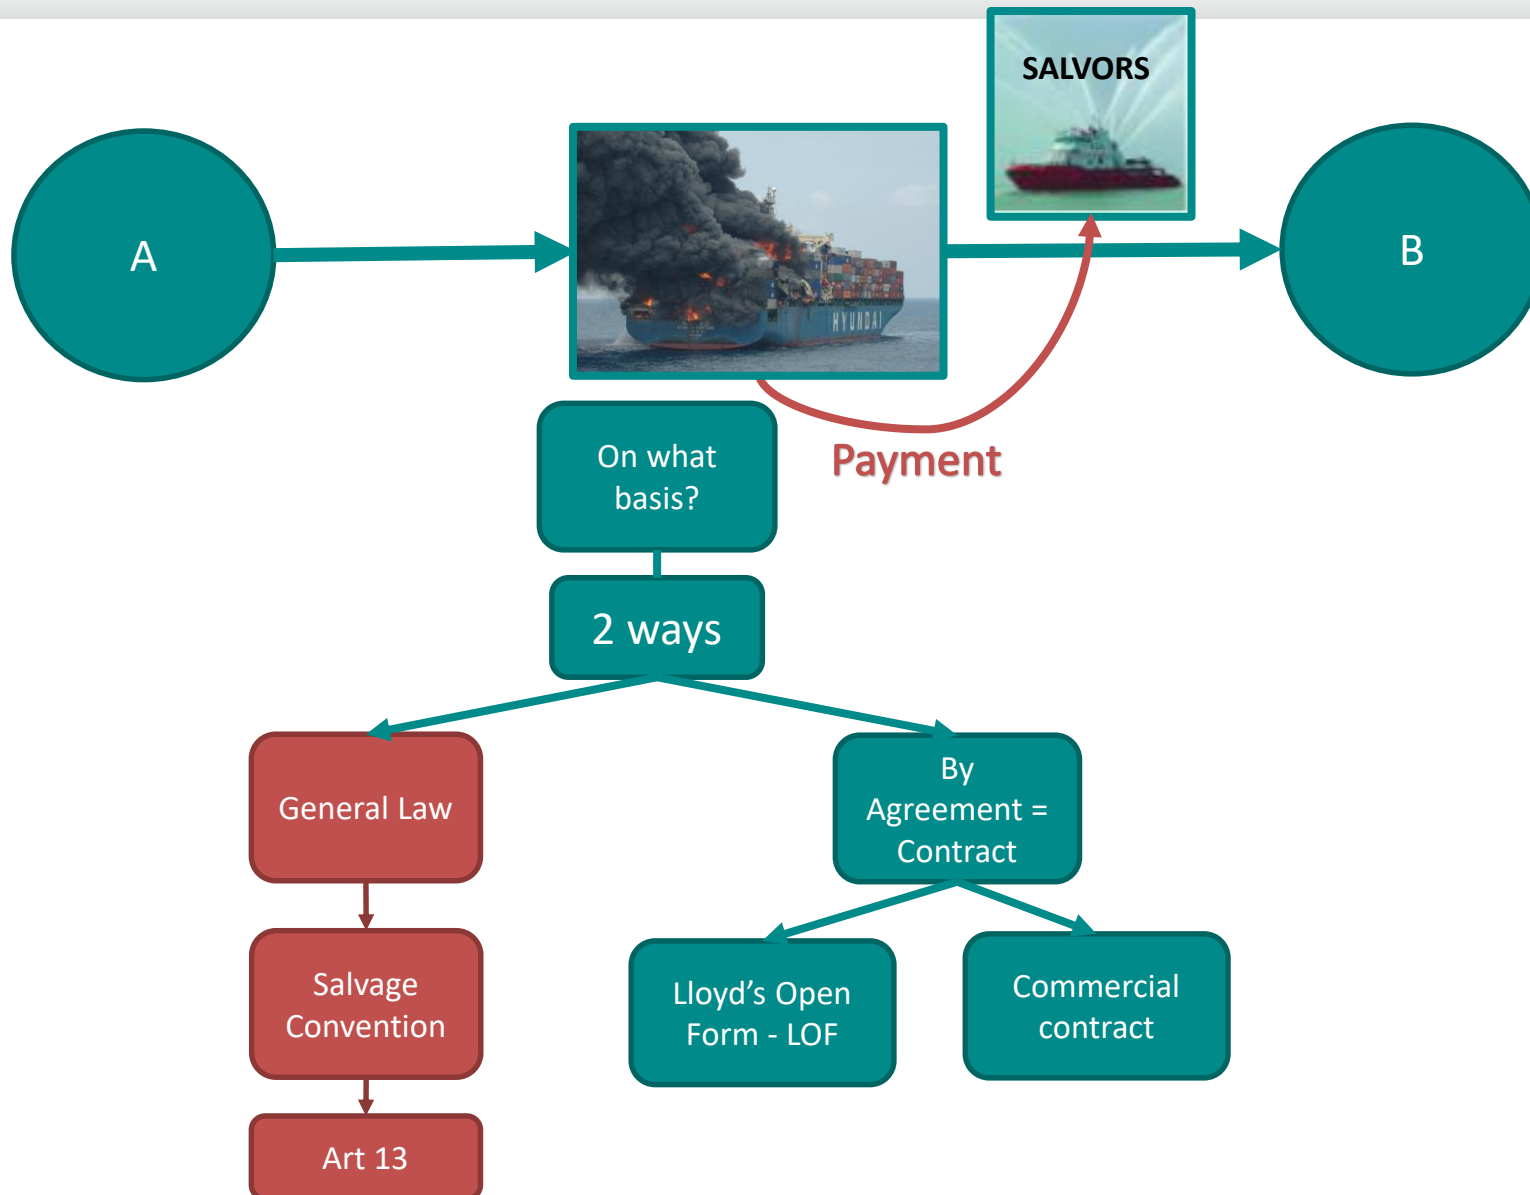 SALVORS
A
HYUNDAI
B
Payment
On what
basis?
2 ways
General Law
By
Agreement =
Contract
Salvage
Convention
Lloyd’s Open
Form - LOF
Commercial
contract
Art 13